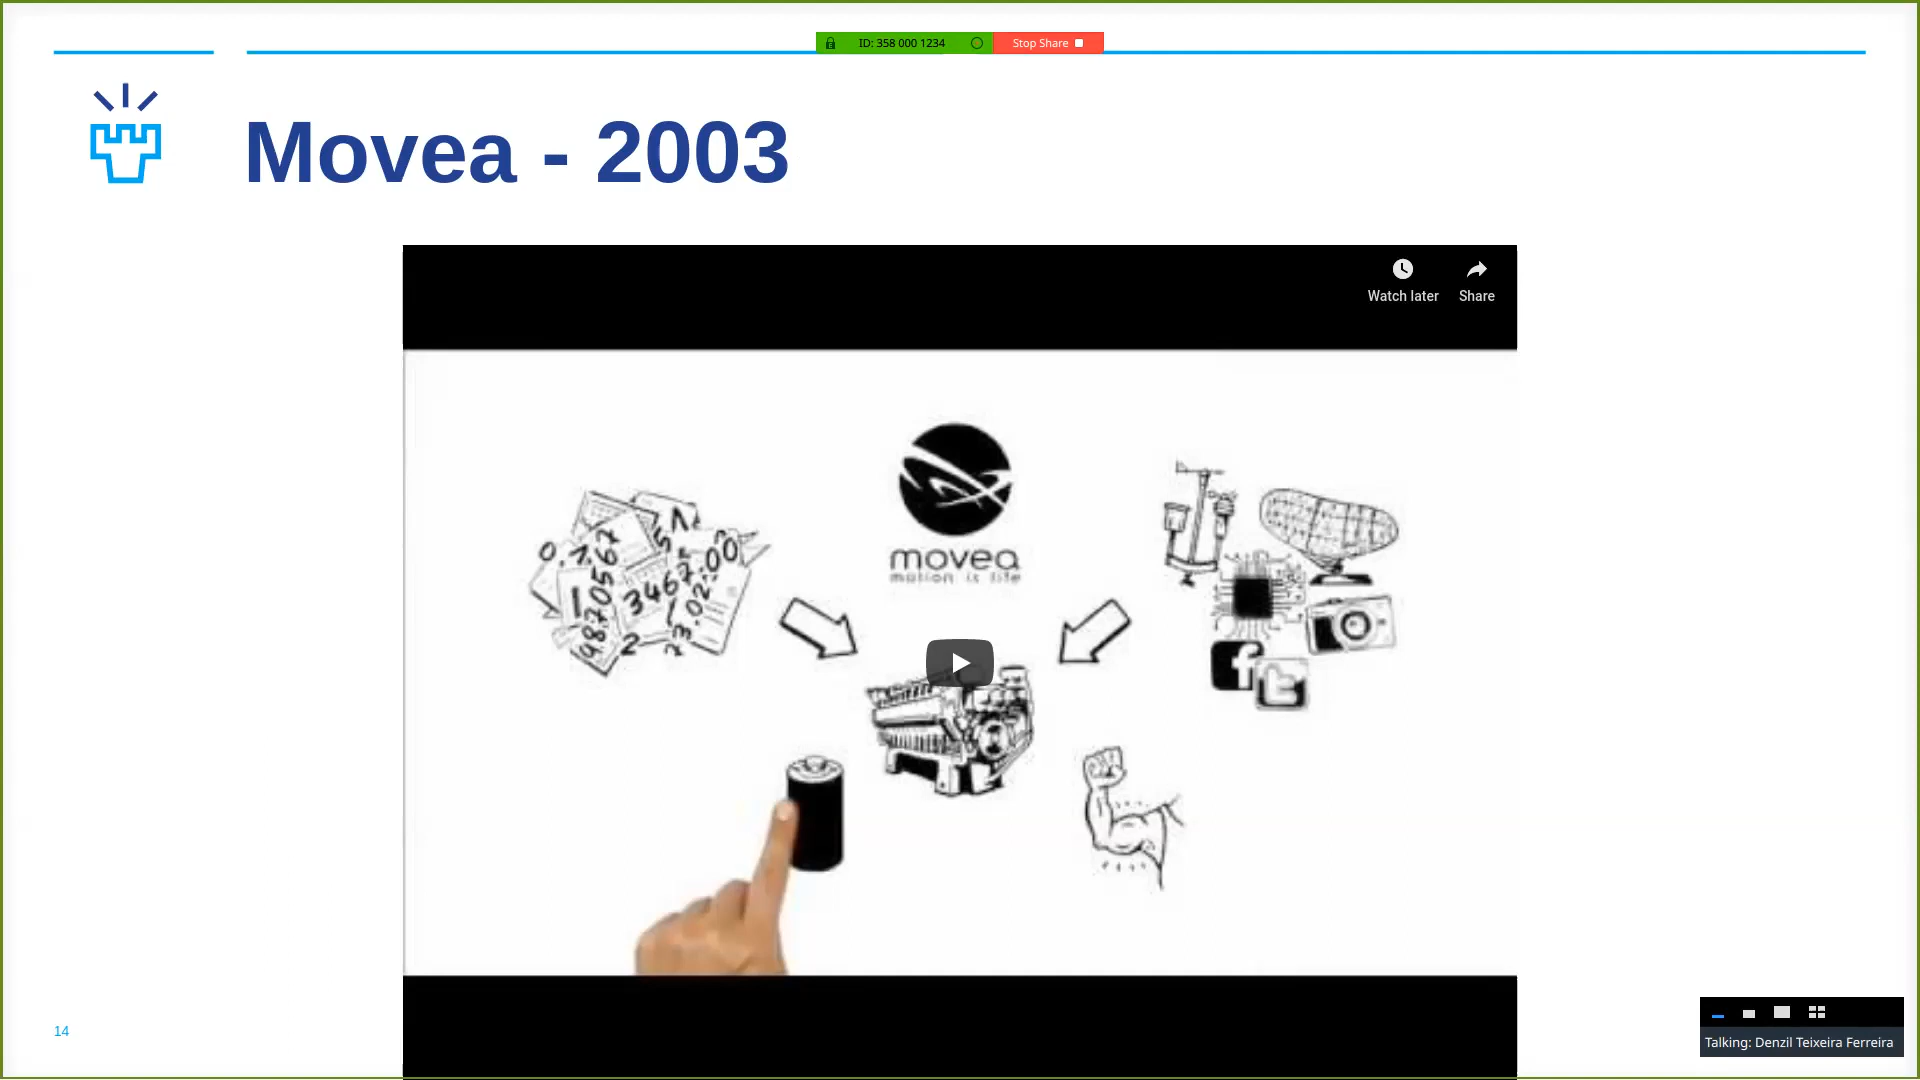 ID: 358 000 1234
Stop Share
Movea - 2003
Watch later
Share
movea
motion is life
14
Talking: Denzil Teixeira Ferreira